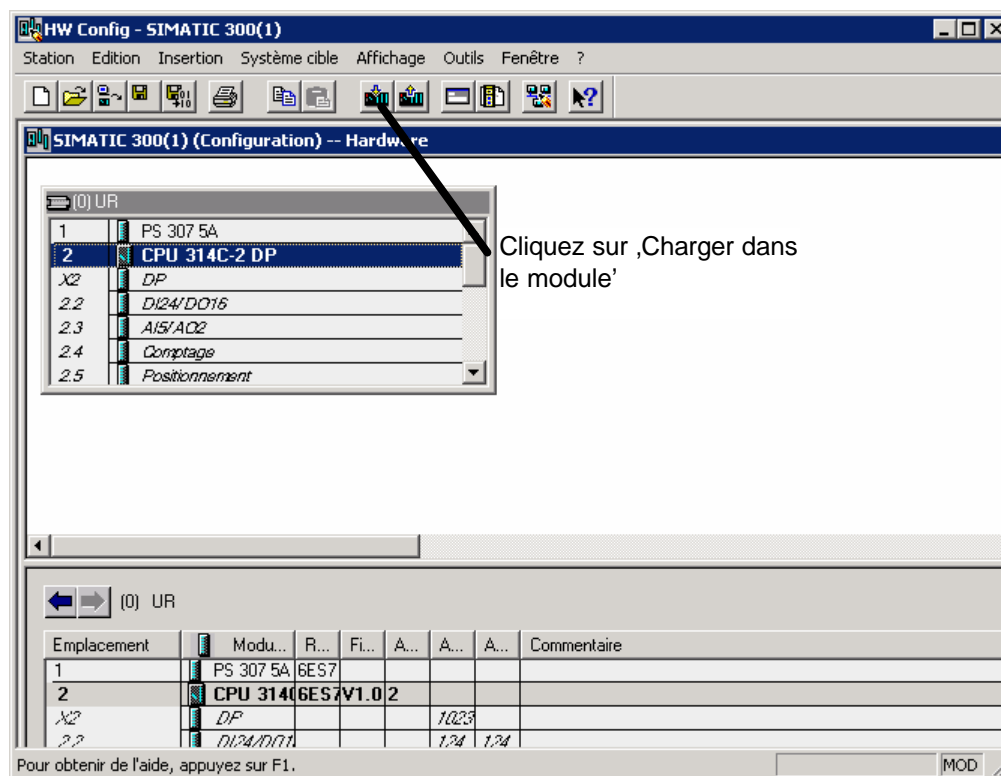 HW Config - SIMATIC 300(1)
Station Edition Insertion Système cible Affichage Outils Fenêtre ?
SIMATIC 300(1) (Configuration) -- Hardware
(0) UR
1 PS 307 5A
2 CPU 314C-2 DP
X2 DP
2.2 DI24/DO16
2.3 AI5/AO2
2.4 Comptage
2.5 Positionnement
Cliquez sur ‚Charger dans
le module’
(0) UR
Emplacement Modu... R... Fi... A... A... A... Commentaire
1 PS 307 5A 6ES7
2 CPU 314 6ES7 V1.0 2
X2 DP 1023
2.2 DI24/DO1 124 124
Pour obtenir de l'aide, appuyez sur F1. MOD